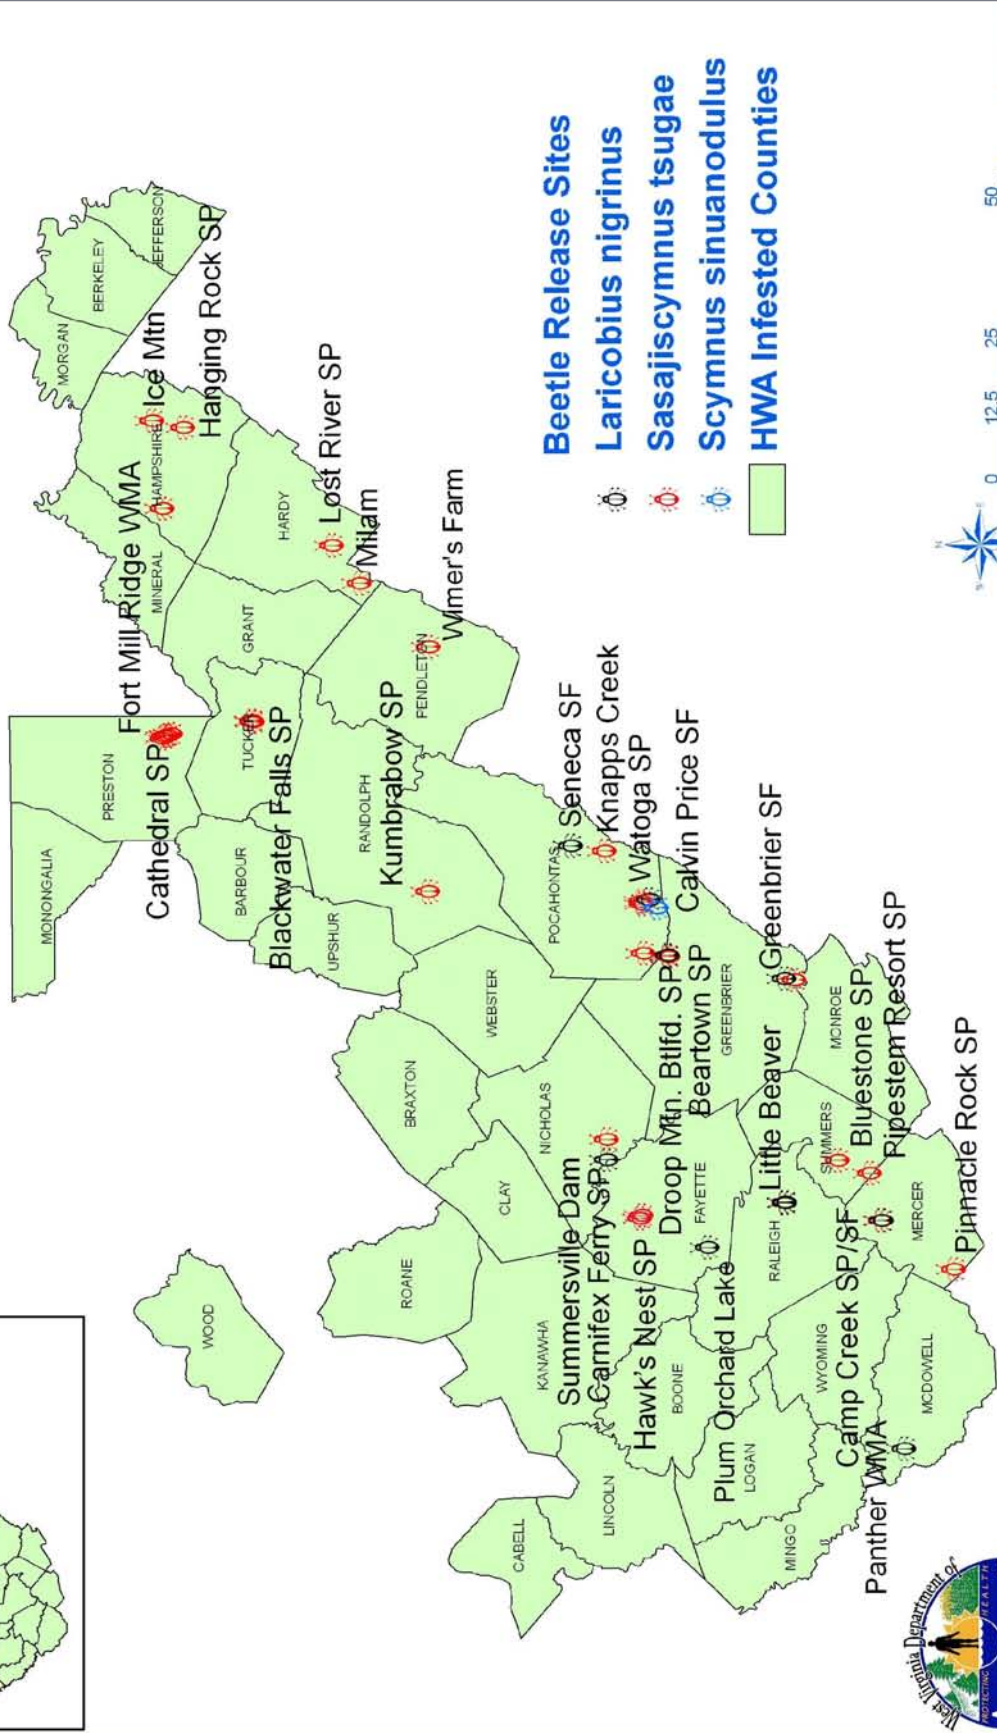 MORGAN
BERKELEY
JEFFERSON
HAMPSHIRE
Ice Mtn
Hanging Rock SP
Fort Mill Ridge WMA
MINERAL
HARDY
Lost River SP
Milam
GRANT
PENDLETON
Wimer's Farm
MONONGALIA
PRESTON
Cathedral SP
TUCKER
Blackwater Falls SP
BARBOUR
UPSHUR
RANDOLPH
Kumbrabow SP
WEBSTER
BRAXTON
POCAHONTAS
Seneca SF
Knapps Creek
Watoga SP
Calvin Price SF
Droop Mtn. Btlfd. SP
Beartown SP
GREENBRIER
Greenbrier SF
MONROE
NICHOLAS
CLAY
ROANE
WOOD
KANAWHA
Summersville Dam
Carnifex Ferry SP
Hawk's Nest SP
FAYETTE
Plum Orchard Lake
Little Beaver
RALEIGH
SUMMERS
Bluestone SP
Pipestem Resort SP
MERCER
Pinnacle Rock SP
Camp Creek SP/SF
WYOMING
MCDOWELL
Panther WMA
BOONE
LOGAN
MINGO
LINCOLN
CABELL
Beetle Release Sites
Laricobius nigrinus
Sasajiscymnus tsugae
Scymnus sinuanodulus
HWA Infested Counties
0 12.5 25 50
N
West Virginia Department of
PROTECTING HEALTH